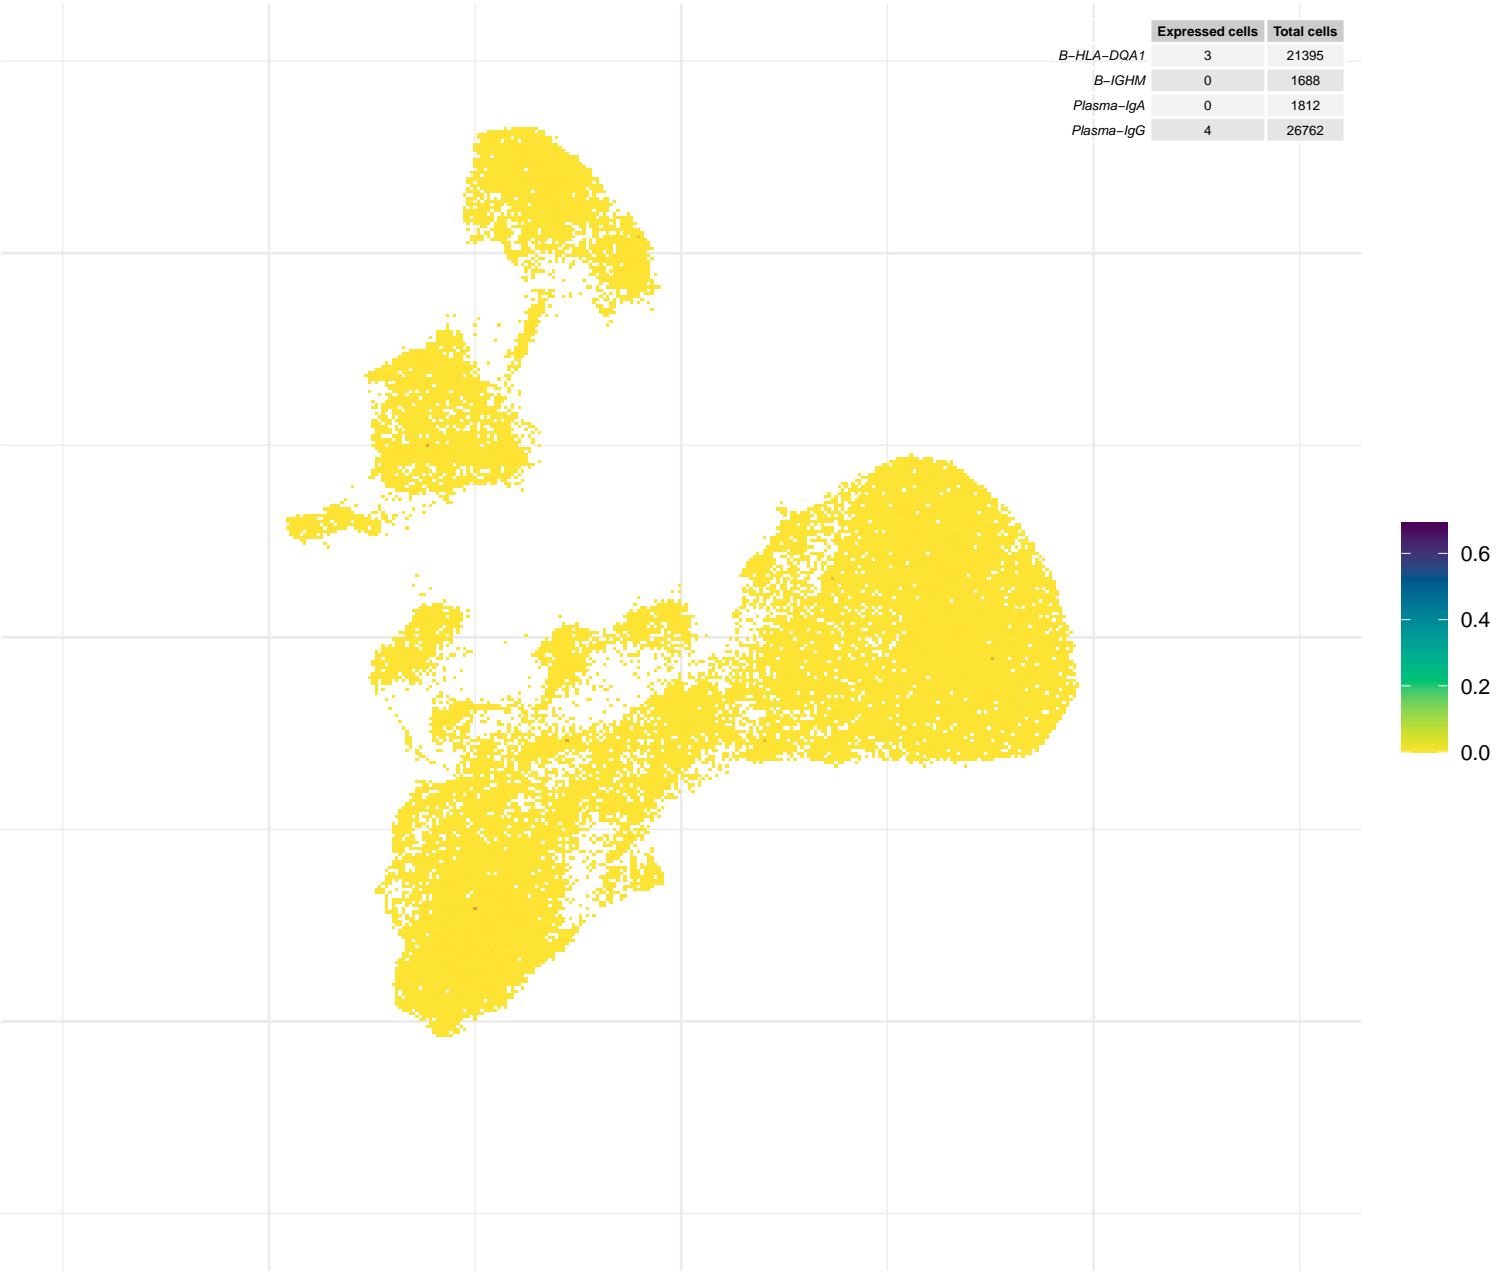 Expressed cells Total cells
B−HLA−DQA1 3 21395
B−IGHM 0 1688
Plasma−IgA 0 1812
Plasma−IgG 4 26762
0.6
0.4
0.2
0.0